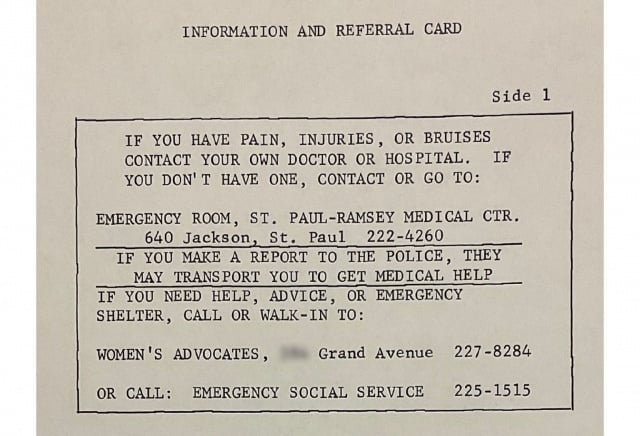 INFORMATION AND REFERRAL CARD
Side 1
IF YOU HAVE PAIN, INJURIES, OR BRUISES
CONTACT YOUR OWN DOCTOR OR HOSPITAL. IF
YOU DON'T HAVE ONE, CONTACT OR GO TO:
EMERGENCY ROOM, ST. PAUL-RAMSEY MEDICAL CTR.
640 Jackson, St. Paul 222-4260
IF YOU MAKE A REPORT TO THE POLICE, THEY
MAY TRANSPORT YOU TO GET MEDICAL HELP
IF YOU NEED HELP, ADVICE, OR EMERGENCY
SHELTER, CALL OR WALK-IN TO:
WOMEN'S ADVOCATES, Grand Avenue 227-8284
OR CALL: EMERGENCY SOCIAL SERVICE 225-1515